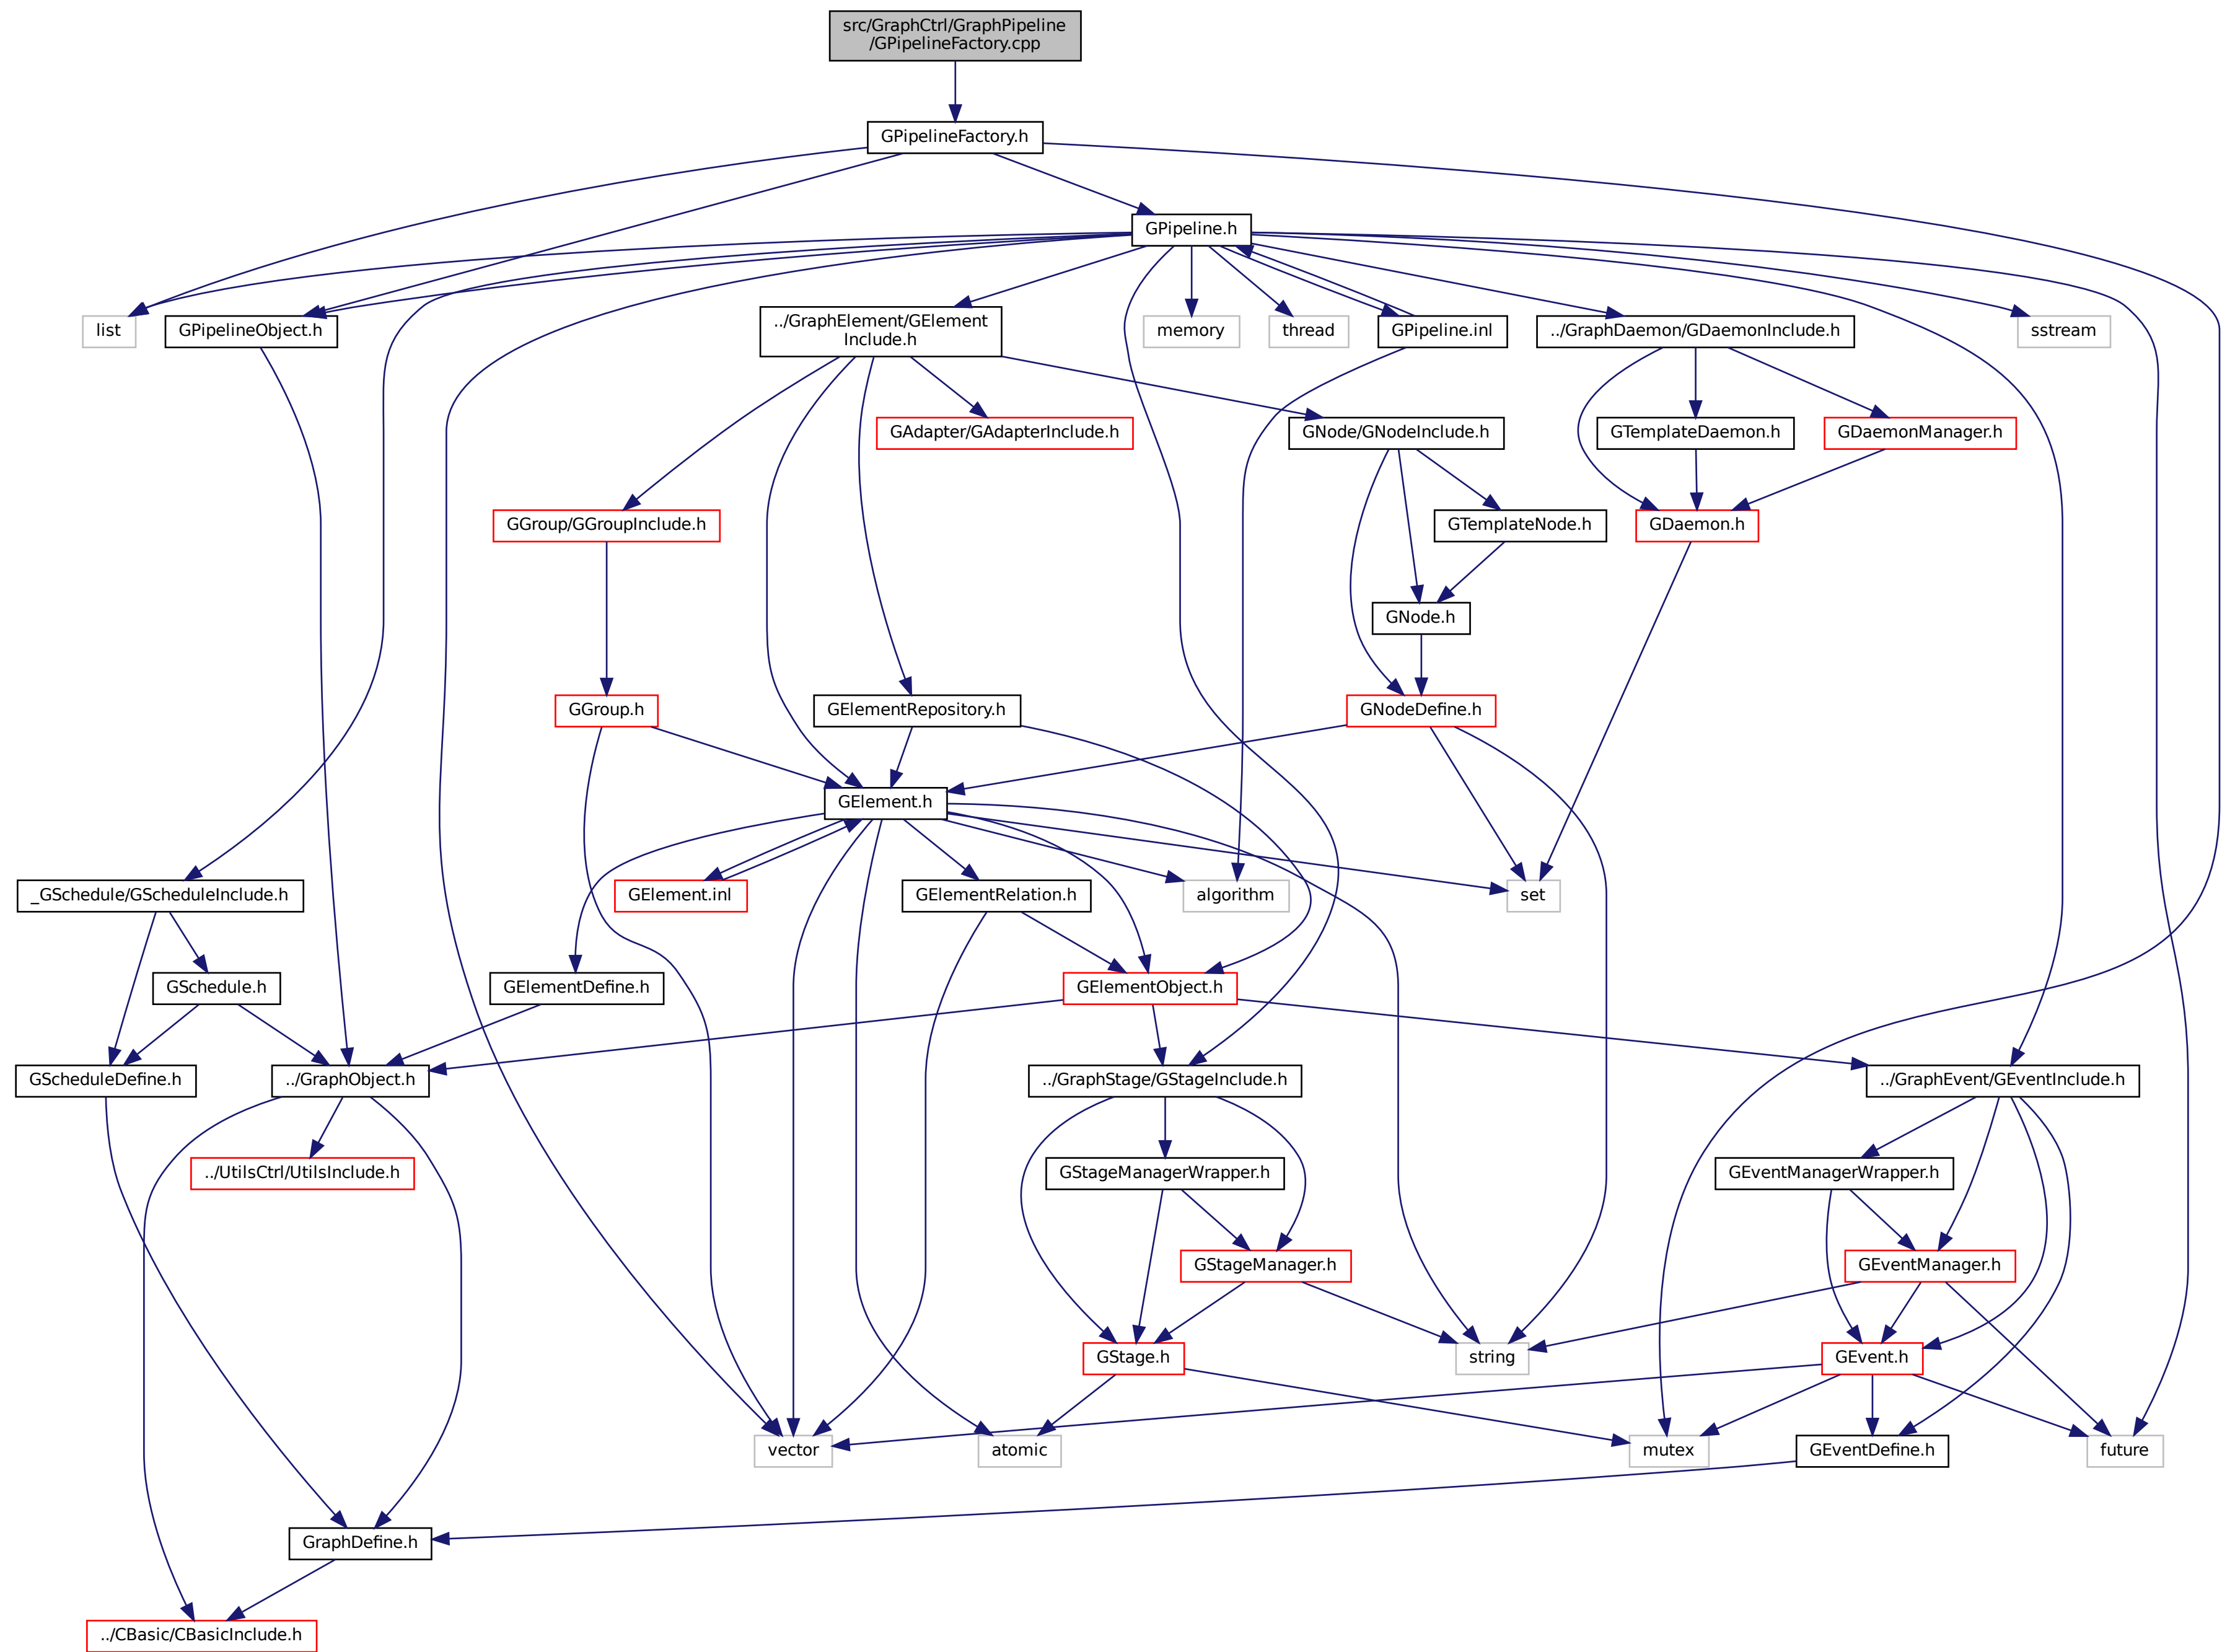 src/GraphCtrl/GraphPipeline
/GPipelineFactory.cpp
GPipelineFactory.h
GPipeline.h
list
GPipelineObject.h
../GraphElement/GElement
Include.h
memory
thread
GPipeline.inl
../GraphDaemon/GDaemonInclude.h
sstream
GAdapter/GAdapterInclude.h
GNode/GNodeInclude.h
GTemplateDaemon.h
GDaemonManager.h
GGroup/GGroupInclude.h
GTemplateNode.h
GDaemon.h
GNode.h
GGroup.h
GElementRepository.h
GNodeDefine.h
GElement.h
_GSchedule/GScheduleInclude.h
GElement.inl
GElementRelation.h
algorithm
set
GSchedule.h
GElementDefine.h
GElementObject.h
GScheduleDefine.h
../GraphObject.h
../GraphStage/GStageInclude.h
../GraphEvent/GEventInclude.h
../UtilsCtrl/UtilsInclude.h
GStageManagerWrapper.h
GEventManagerWrapper.h
GStageManager.h
GEventManager.h
GStage.h
string
GEvent.h
vector
atomic
mutex
GEventDefine.h
future
GraphDefine.h
../CBasic/CBasicInclude.h